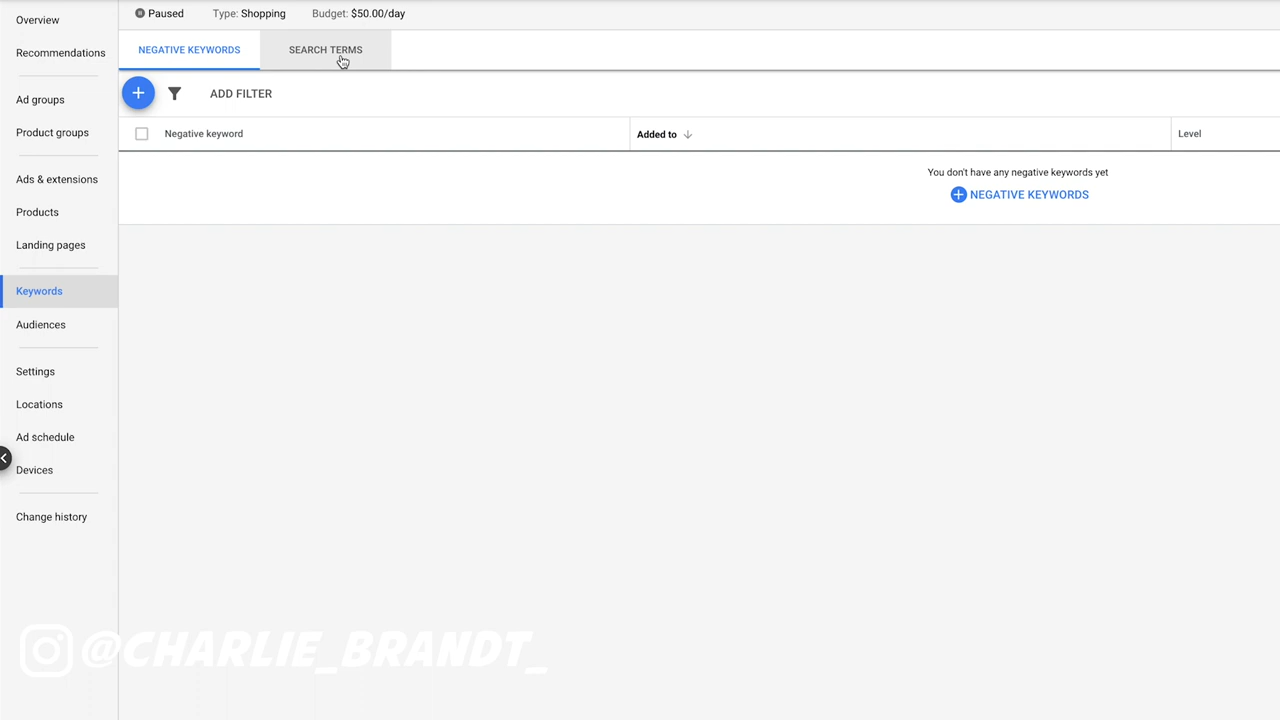 Overview
Recommendations
Ad groups
Product groups
Ads & extensions
Products
Landing pages
Keywords
Audiences
Settings
Locations
Ad schedule
Devices
Change history
Paused Type: Shopping Budget: $50.00/day
NEGATIVE KEYWORDS SEARCH TERMS
ADD FILTER
Negative keyword Added to Level
You don't have any negative keywords yet
NEGATIVE KEYWORDS
@CHARLIE_BRANDT_